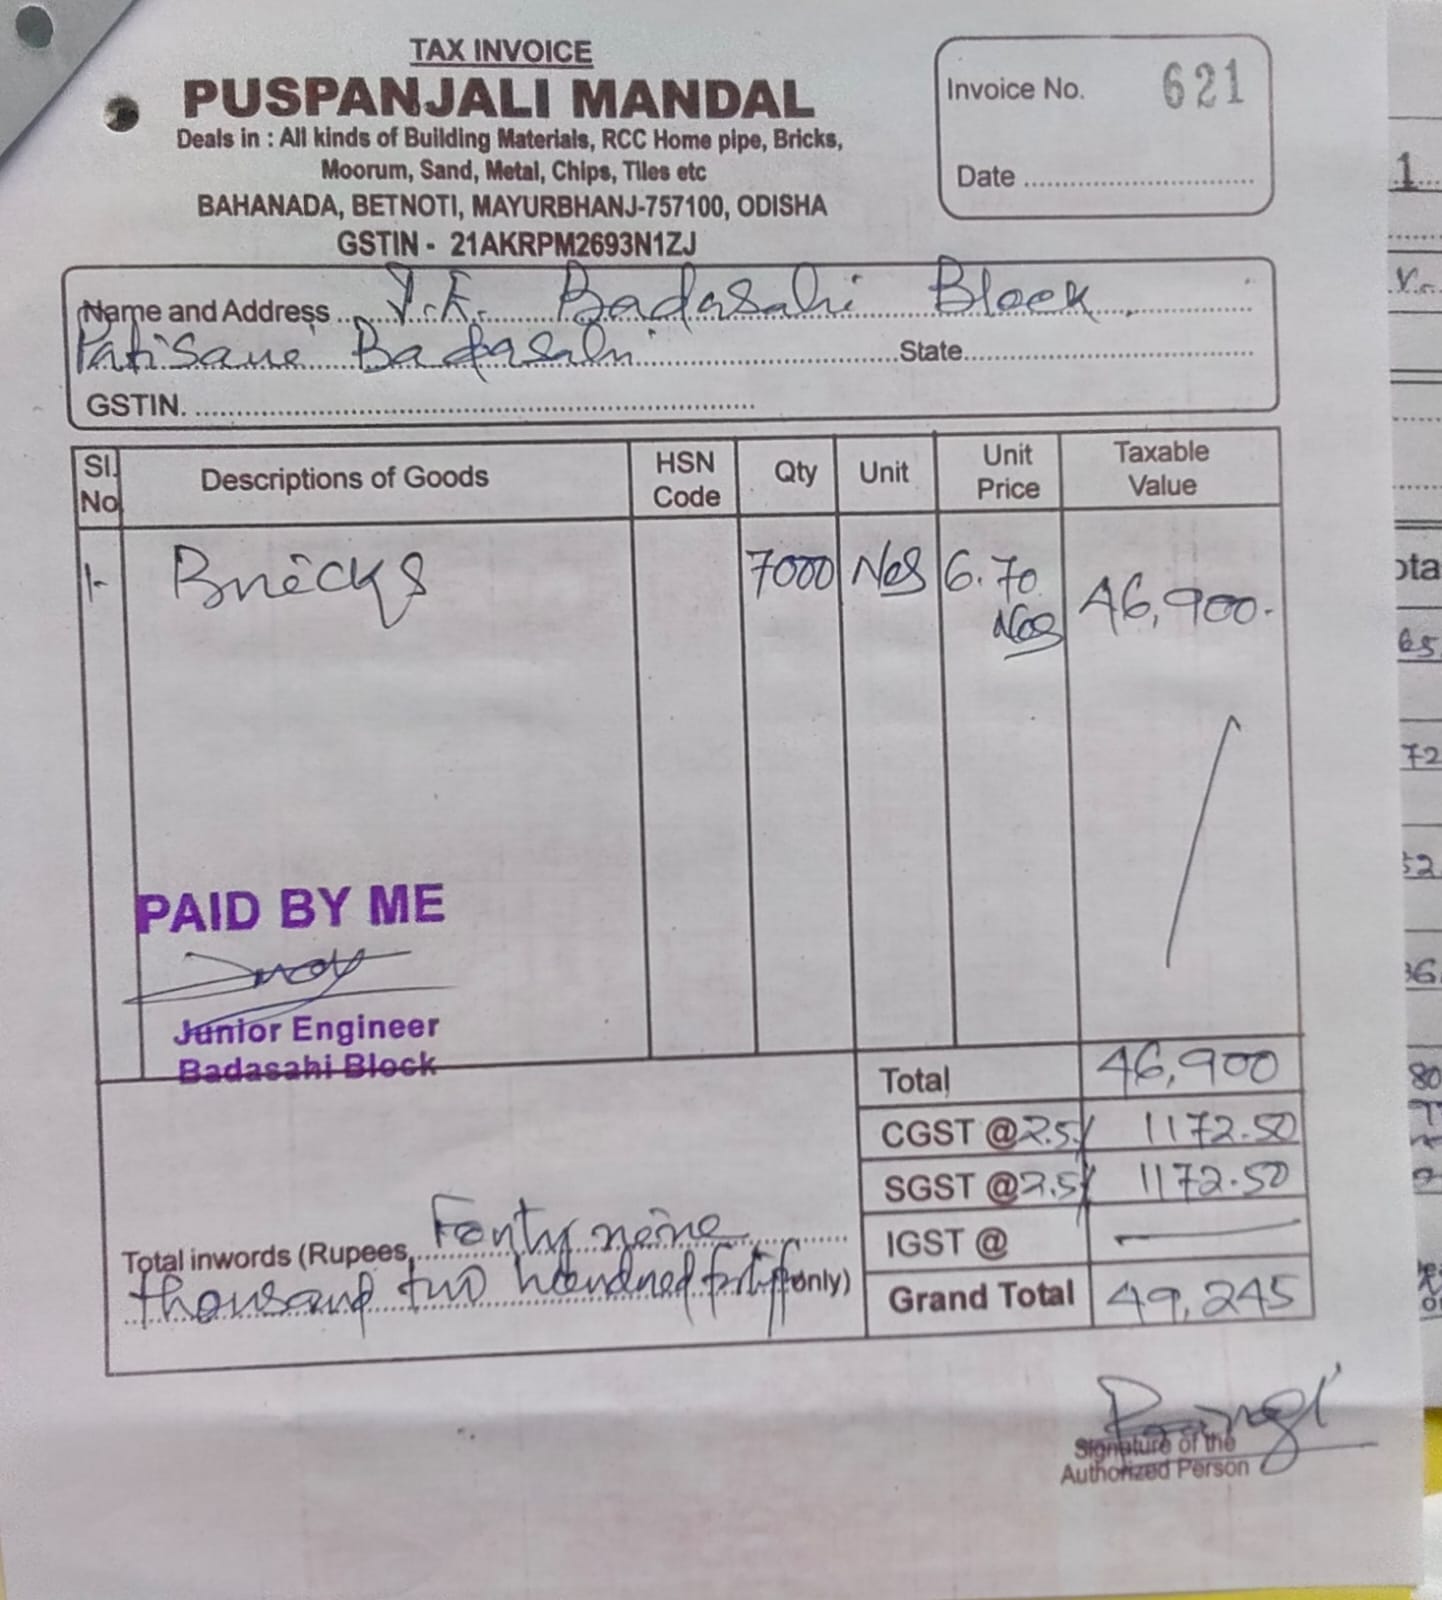 TAX INVOICE
PUSPANJALI MANDAL
Deals in : All kinds of Building Materials, RCC Home pipe, Bricks,
Moorum, Sand, Metal, Chips, Tiles etc
BAHANADA, BETNOTI, MAYURBHANJ-757100, ODISHA
GSTIN - 21AKRPM2693N1ZJ
Invoice No. 621
Date
Name and Address J.E. Badasahi Block
Badasahi State
GSTIN.
Sl. No Descriptions of Goods HSN Code Qty Unit Unit Price Taxable Value
1- Bricks 7000 Nos 6.70 Nos 46,900.
PAID BY ME
Junior Engineer
Badasahi Block
Total 46,900
CGST @ 2.5% 1172.50
SGST @ 2.5% 1172.50
IGST @ —
Grand Total 49,245
Total inwords (Rupees Forty nine
thousand two hundred only)
Signature of the
Authorized Person